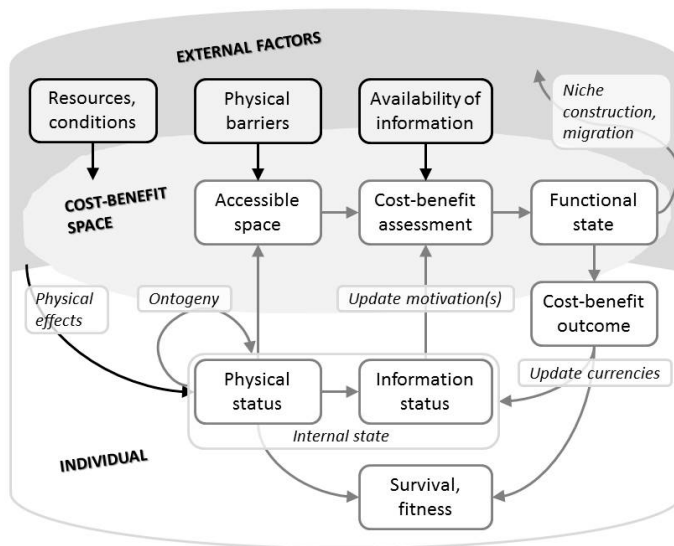 EXTERNAL FACTORS
Resources,
conditions
Physical
barriers
Availability of
information
Niche
construction,
migration
COST-BENEFIT
SPACE
Accessible
space
Cost-benefit
assessment
Functional
state
Physical
effects
Ontogeny
Update motivation(s)
Cost-benefit
outcome
Physical
status
Information
status
Update currencies
Internal state
INDIVIDUAL
Survival,
fitness